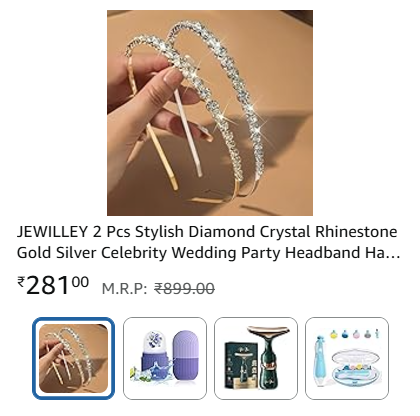 JEWILLEY 2 Pcs Stylish Diamond Crystal Rhinestone
Gold Silver Celebrity Wedding Party Headband Ha...
₹28100 M.R.P: ₹899.00